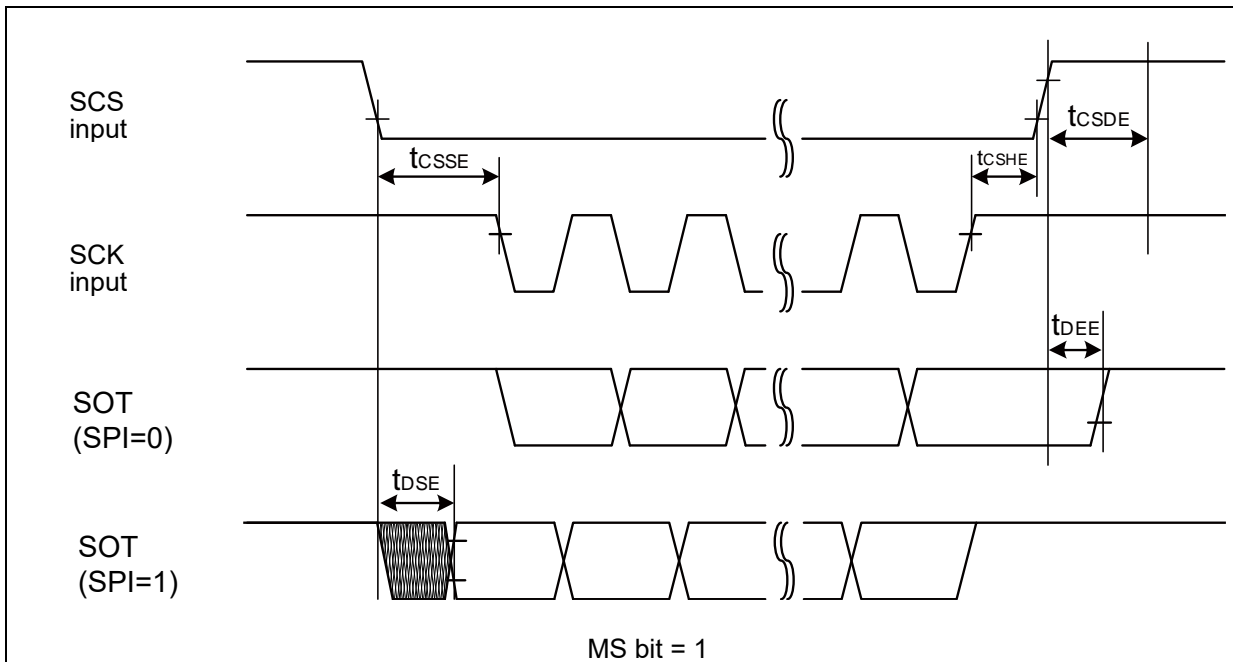 SCS
input
tCSDE
tCSSE
tCSHE
SCK
input
tDEE
SOT
(SPI=0)
tDSE
SOT
(SPI=1)
MS bit = 1